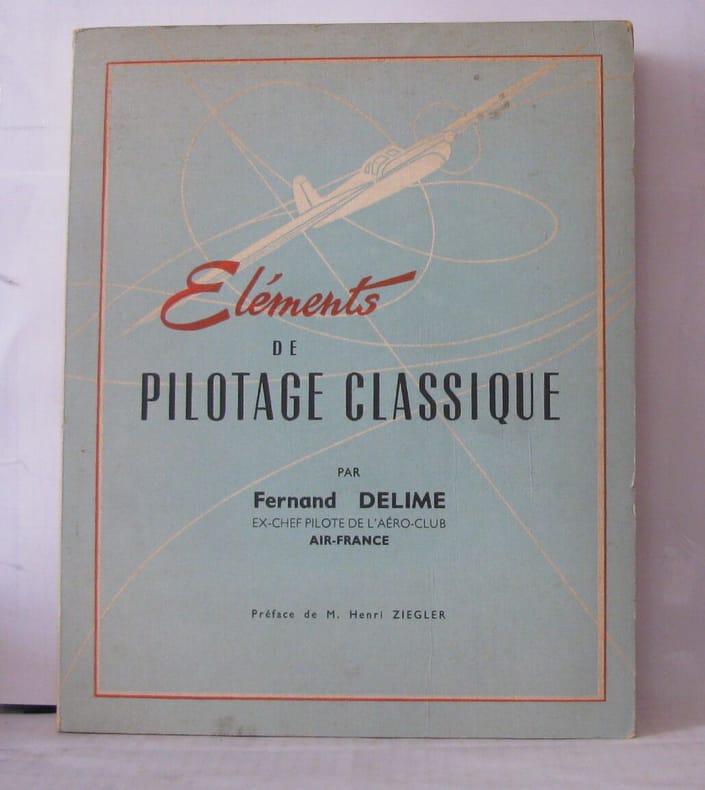 Eléments
DE
PILOTAGE CLASSIQUE
PAR
Fernand DELIME
EX-CHEF PILOTE DE L'AÉRO-CLUB
AIR-FRANCE
Préface de M. Henri ZIEGLER